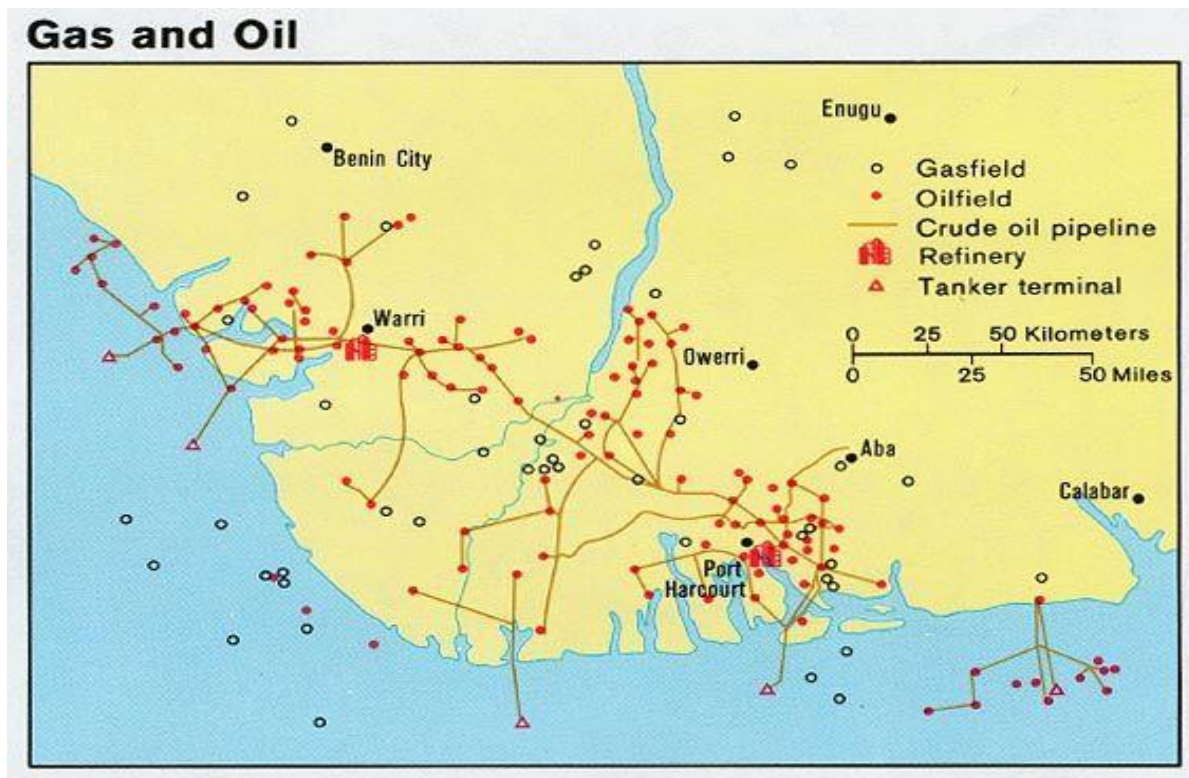 Gas and Oil
Enugu
Benin City
Gasfield
Oilfield
Crude oil pipeline
Refinery
Tanker terminal
Warri
0 25 50 Kilometers
0 25 50 Miles
Owerri
Aba
Calabar
Port
Harcourt